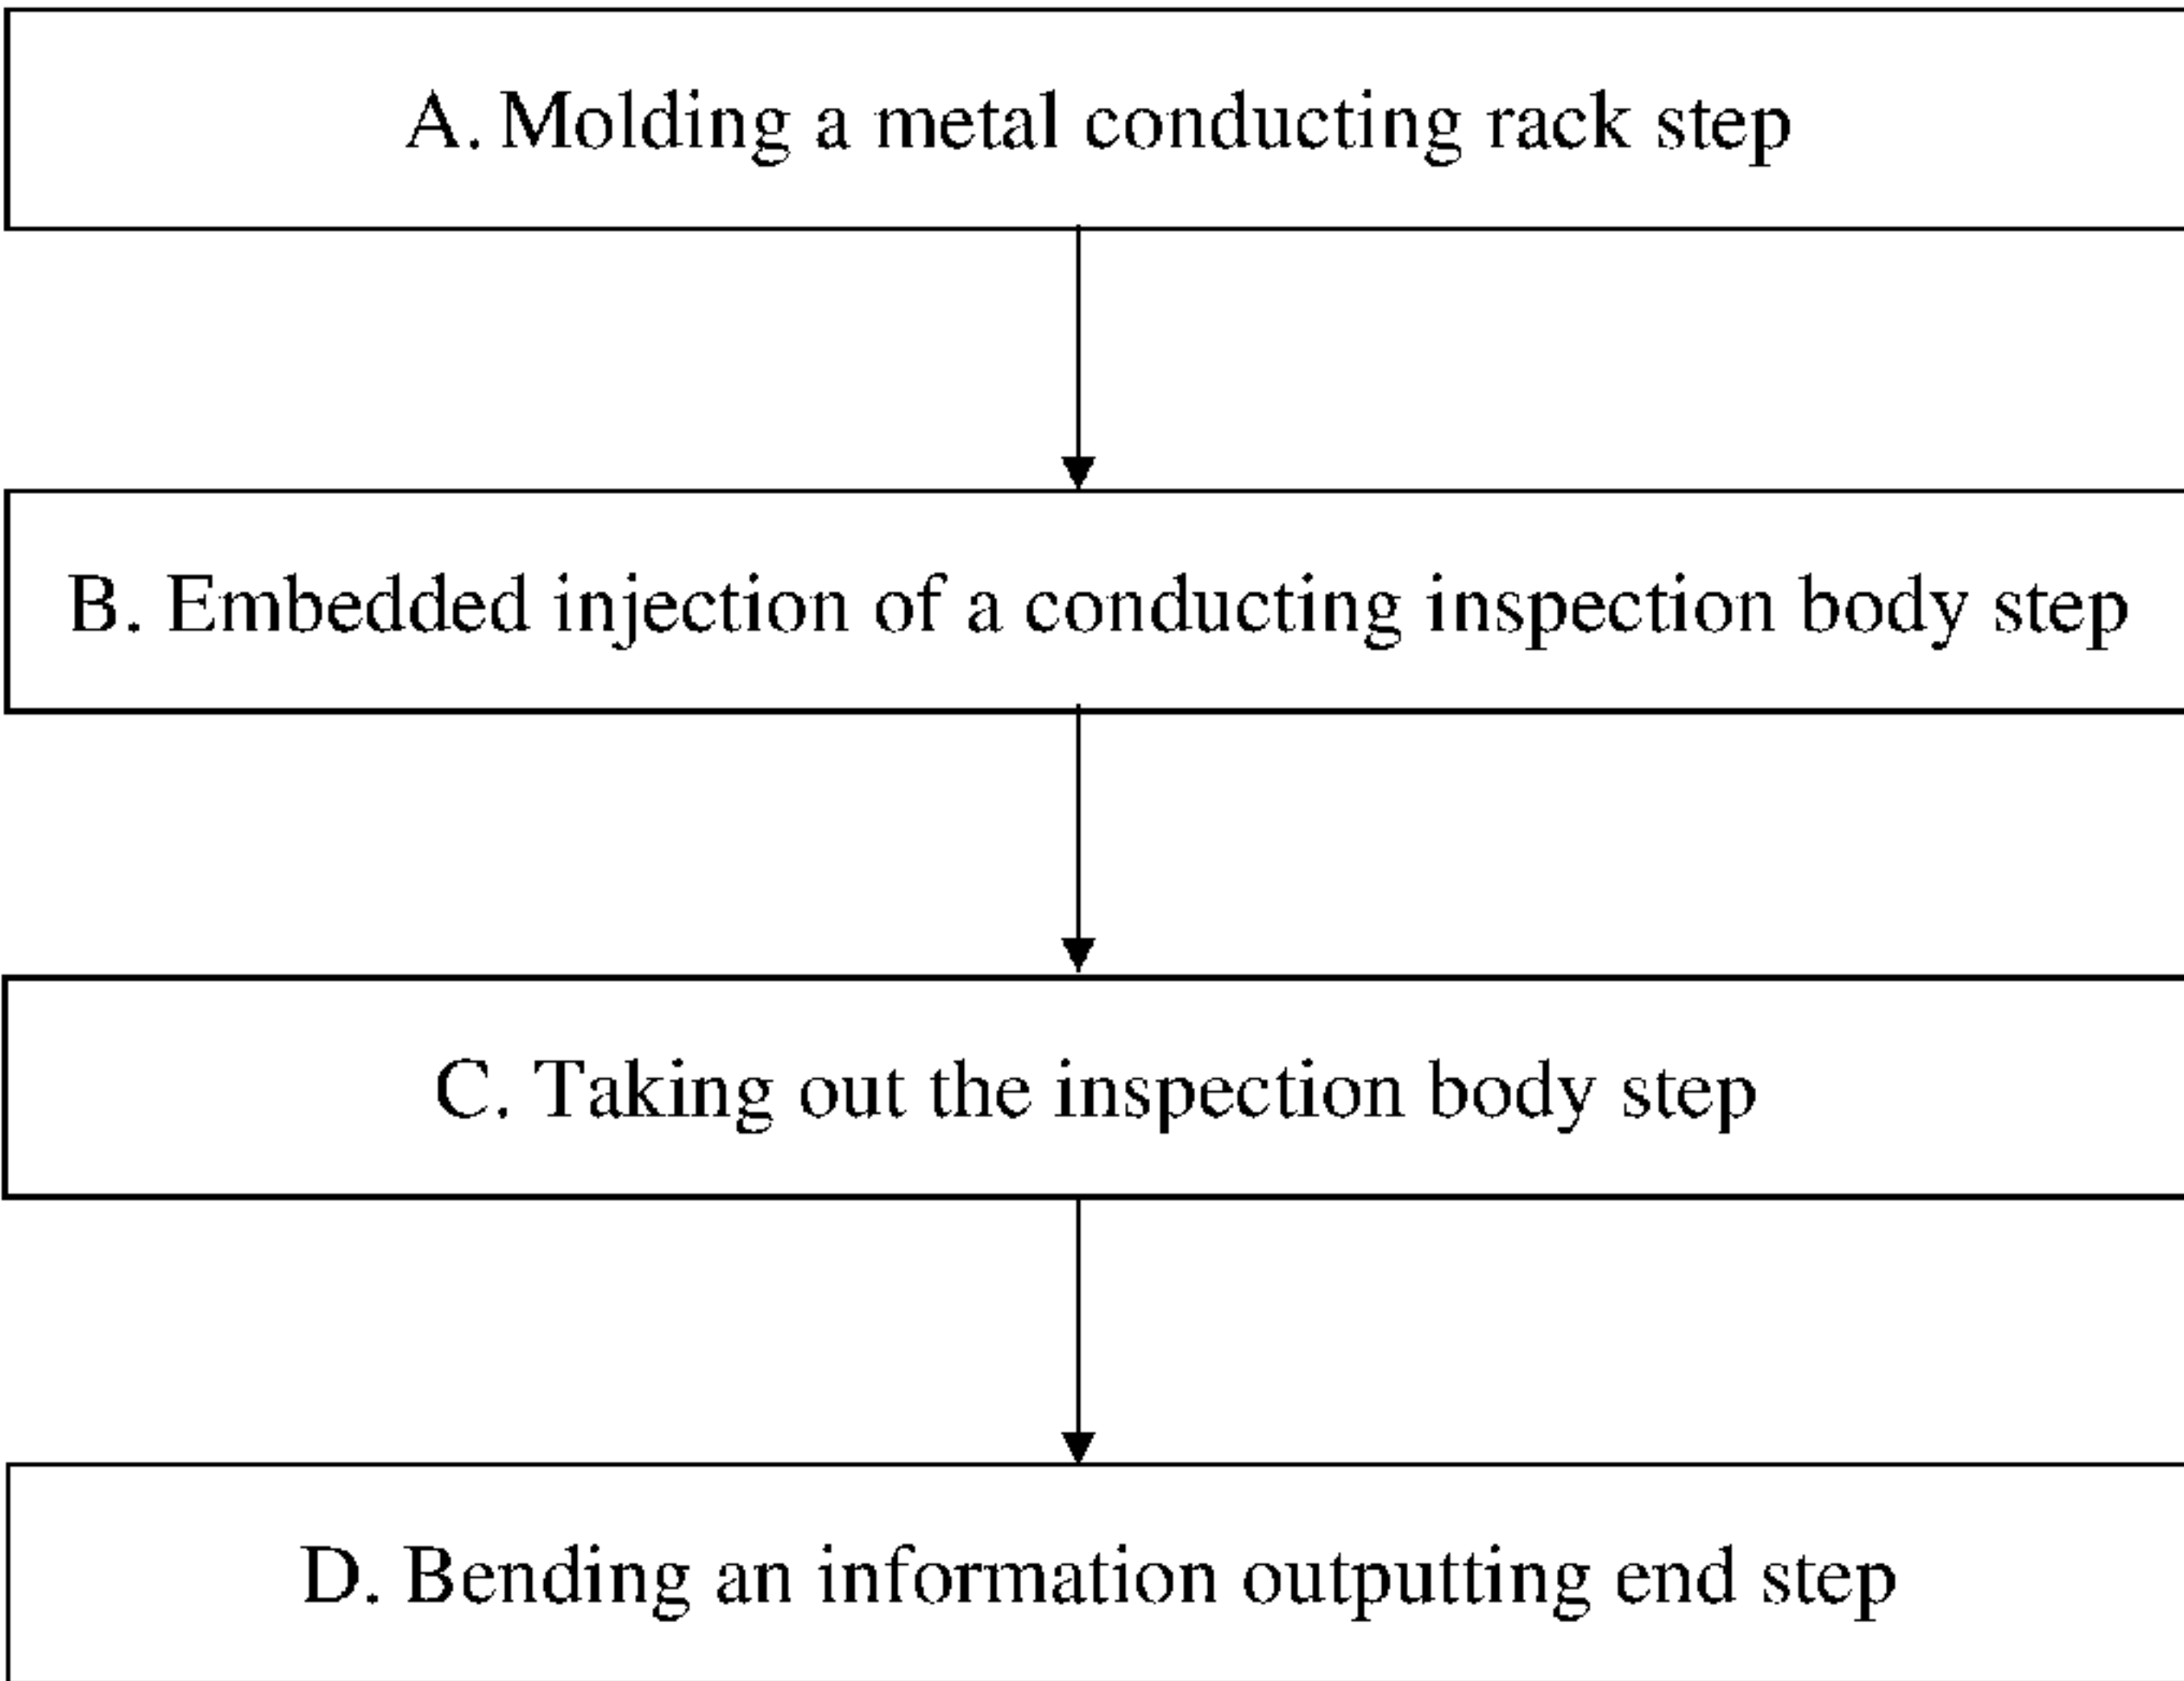 A. Molding a metal conducting rack step
B. Embedded injection of a conducting inspection body step
C. Taking out the inspection body step
D. Bending an information outputting end step